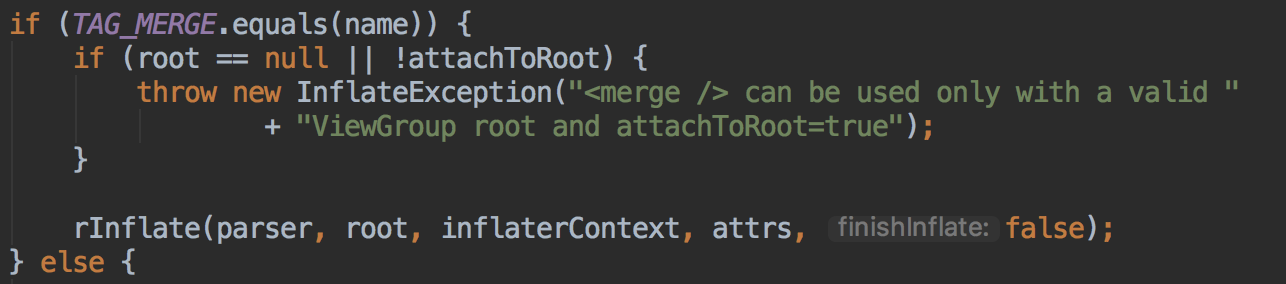 if (TAG_MERGE.equals(name)) {
if (root == null || !attachToRoot) {
throw new InflateException("<merge /> can be used only with a valid "
+ "ViewGroup root and attachToRoot=true");
}
rInflate(parser, root, inflaterContext, attrs, finishInflate: false);
} else {